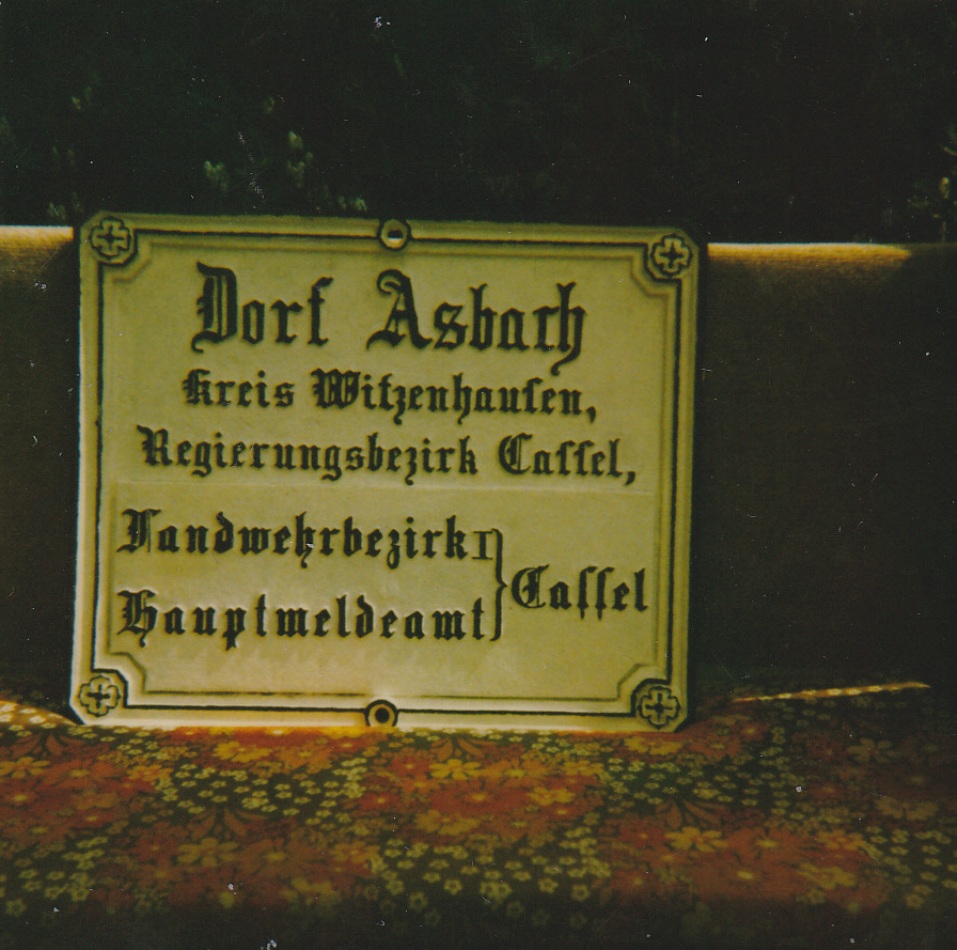 Dorf Asbach
Kreis Witzenhauſen,
Regierungsbezirk Caſſel,
Landwehrbezirk I
Hauptmeldeamt } Caſſel